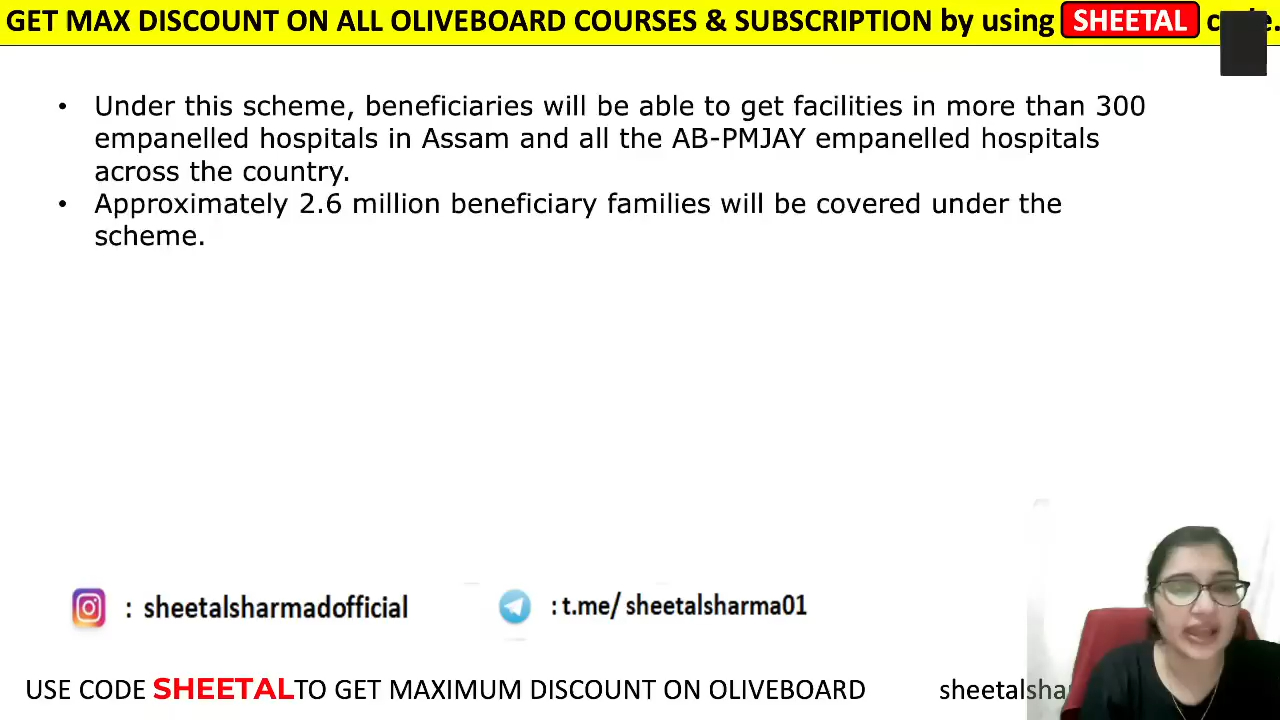 GET MAX DISCOUNT ON ALL OLIVEBOARD COURSES & SUBSCRIPTION by using SHEETAL
• Under this scheme, beneficiaries will be able to get facilities in more than 300
empanelled hospitals in Assam and all the AB-PMJAY empanelled hospitals
across the country.
• Approximately 2.6 million beneficiary families will be covered under the
scheme.
: sheetalsharmadofficial
: t.me/ sheetalsharma01
USE CODE SHEETALTO GET MAXIMUM DISCOUNT ON OLIVEBOARD